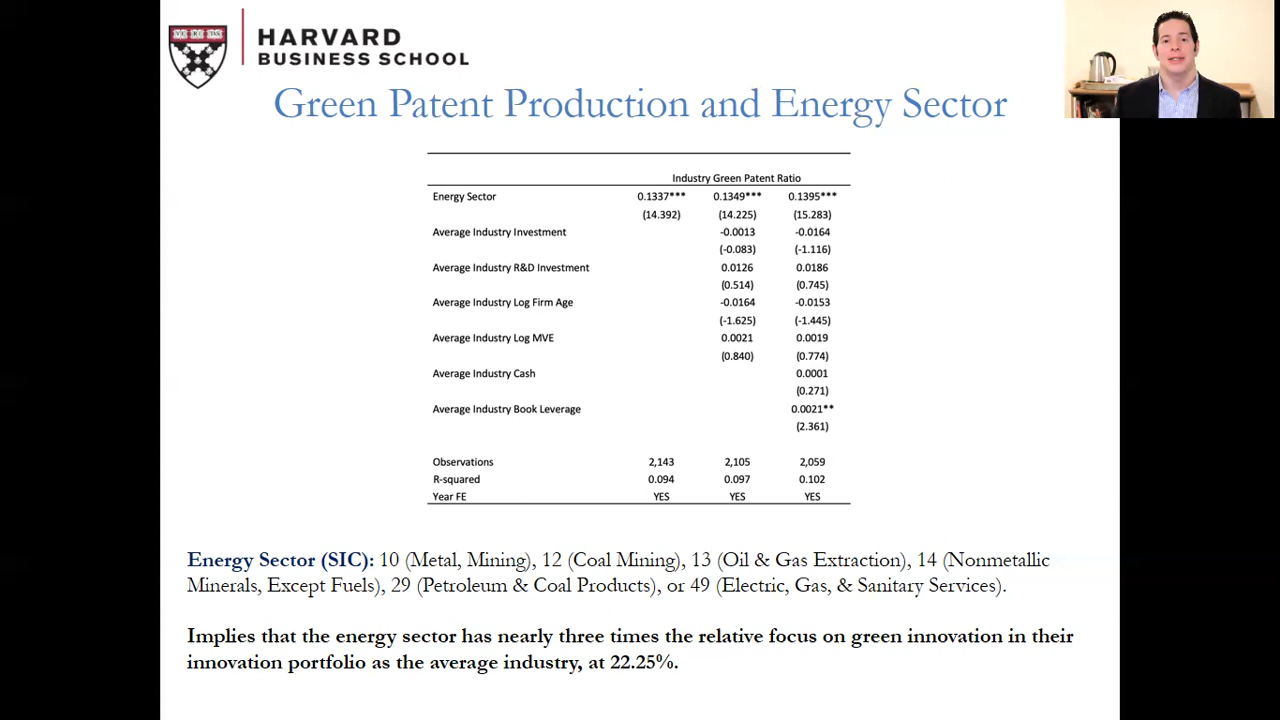 HARVARD
BUSINESS SCHOOL
Green Patent Production and Energy Sector
Industry Green Patent Ratio
Energy Sector 0.1337*** 0.1349*** 0.1395***
(14.392) (14.225) (15.283)
Average Industry Investment -0.0013 -0.0164
(-0.083) (-1.116)
Average Industry R&D Investment 0.0126 0.0186
(0.514) (0.745)
Average Industry Log Firm Age -0.0164 -0.0153
(-1.625) (-1.445)
Average Industry Log MVE 0.0021 0.0019
(0.840) (0.774)
Average Industry Cash 0.0001
(0.271)
Average Industry Book Leverage 0.0021**
(2.361)
Observations 2,143 2,105 2,059
R-squared 0.094 0.097 0.102
Year FE YES YES YES
Energy Sector (SIC): 10 (Metal, Mining), 12 (Coal Mining), 13 (Oil & Gas Extraction), 14 (Nonmetallic
Minerals, Except Fuels), 29 (Petroleum & Coal Products), or 49 (Electric, Gas, & Sanitary Services).
Implies that the energy sector has nearly three times the relative focus on green innovation in their
innovation portfolio as the average industry, at 22.25%.